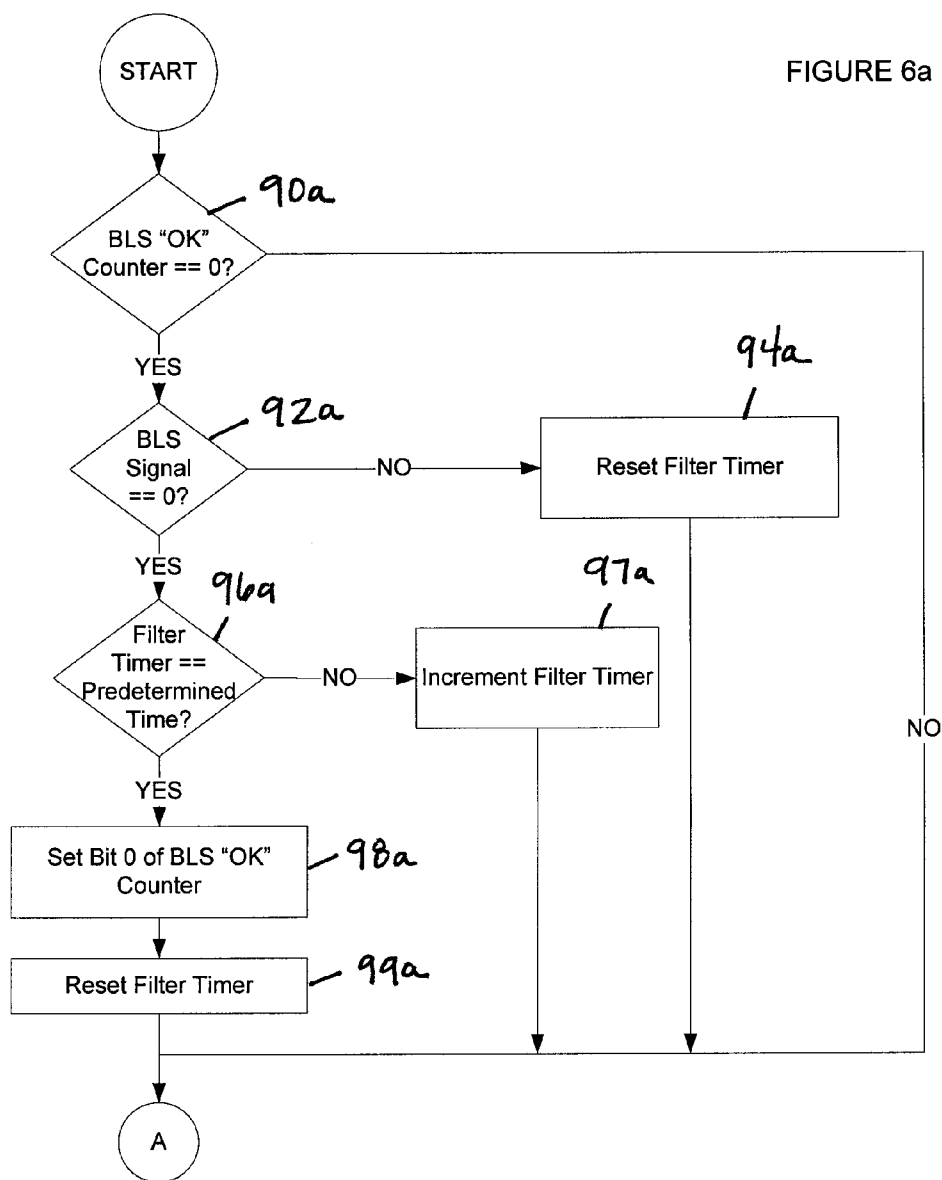 START
FIGURE 6a
90a
BLS "OK"
Counter == 0?
YES
92a
94a
BLS
Signal
== 0?
NO
Reset Filter Timer
YES
96a
97a
Filter
Timer ==
Predetermined
Time?
NO
Increment Filter Timer
NO
YES
Set Bit 0 of BLS "OK"
Counter
98a
Reset Filter Timer
99a
A